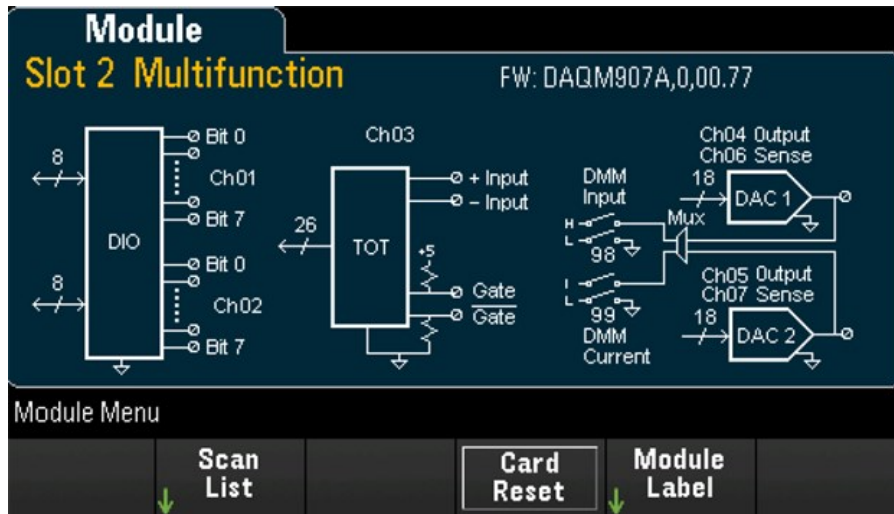 Module
Slot 2 Multifunction
FW: DAQM907A,0,00.77
8
DIO
Bit 0
Ch01
Bit 7
8
Bit 0
Ch02
Bit 7
Ch03
26
TOT
+ Input
- Input
+5
Gate
Gate
DMM
Input
H
L
98
I
L
99
DMM
Current
Mux
Ch04 Output
Ch06 Sense
18
DAC 1
Ch05 Output
Ch07 Sense
18
DAC 2
Module Menu
Scan
List
Card
Reset
Module
Label